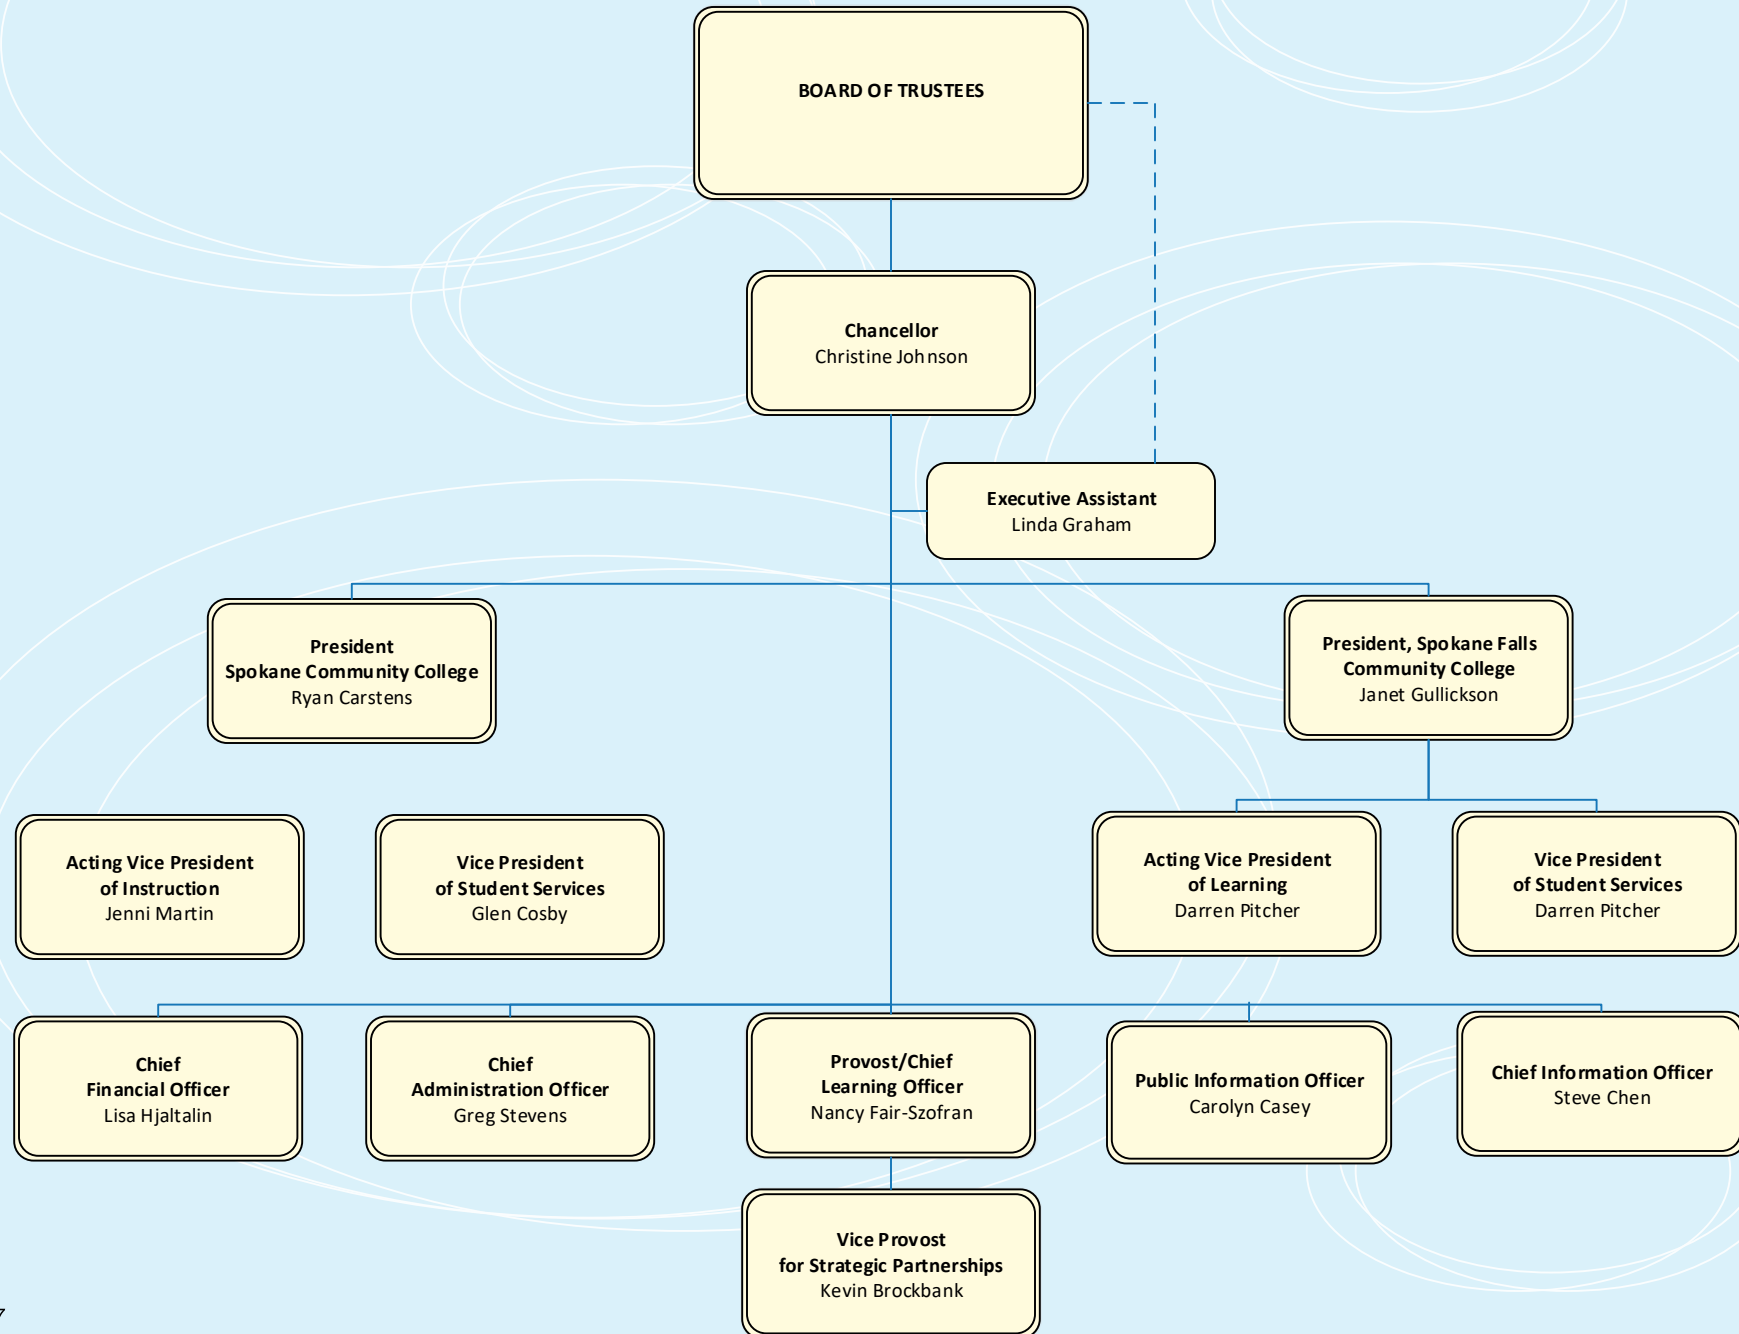 BOARD OF TRUSTEES
Chancellor
Christine Johnson
Executive Assistant
Linda Graham
President
Spokane Community College
Ryan Carstens
President, Spokane Falls
Community College
Janet Gullickson
Acting Vice President
of Instruction
Jenni Martin
Vice President
of Student Services
Glen Cosby
Acting Vice President
of Learning
Darren Pitcher
Vice President
of Student Services
Darren Pitcher
Chief
Financial Officer
Lisa Hjaltalin
Chief
Administration Officer
Greg Stevens
Provost/Chief
Learning Officer
Nancy Fair-Szofran
Public Information Officer
Carolyn Casey
Chief Information Officer
Steve Chen
Vice Provost
for Strategic Partnerships
Kevin Brockbank